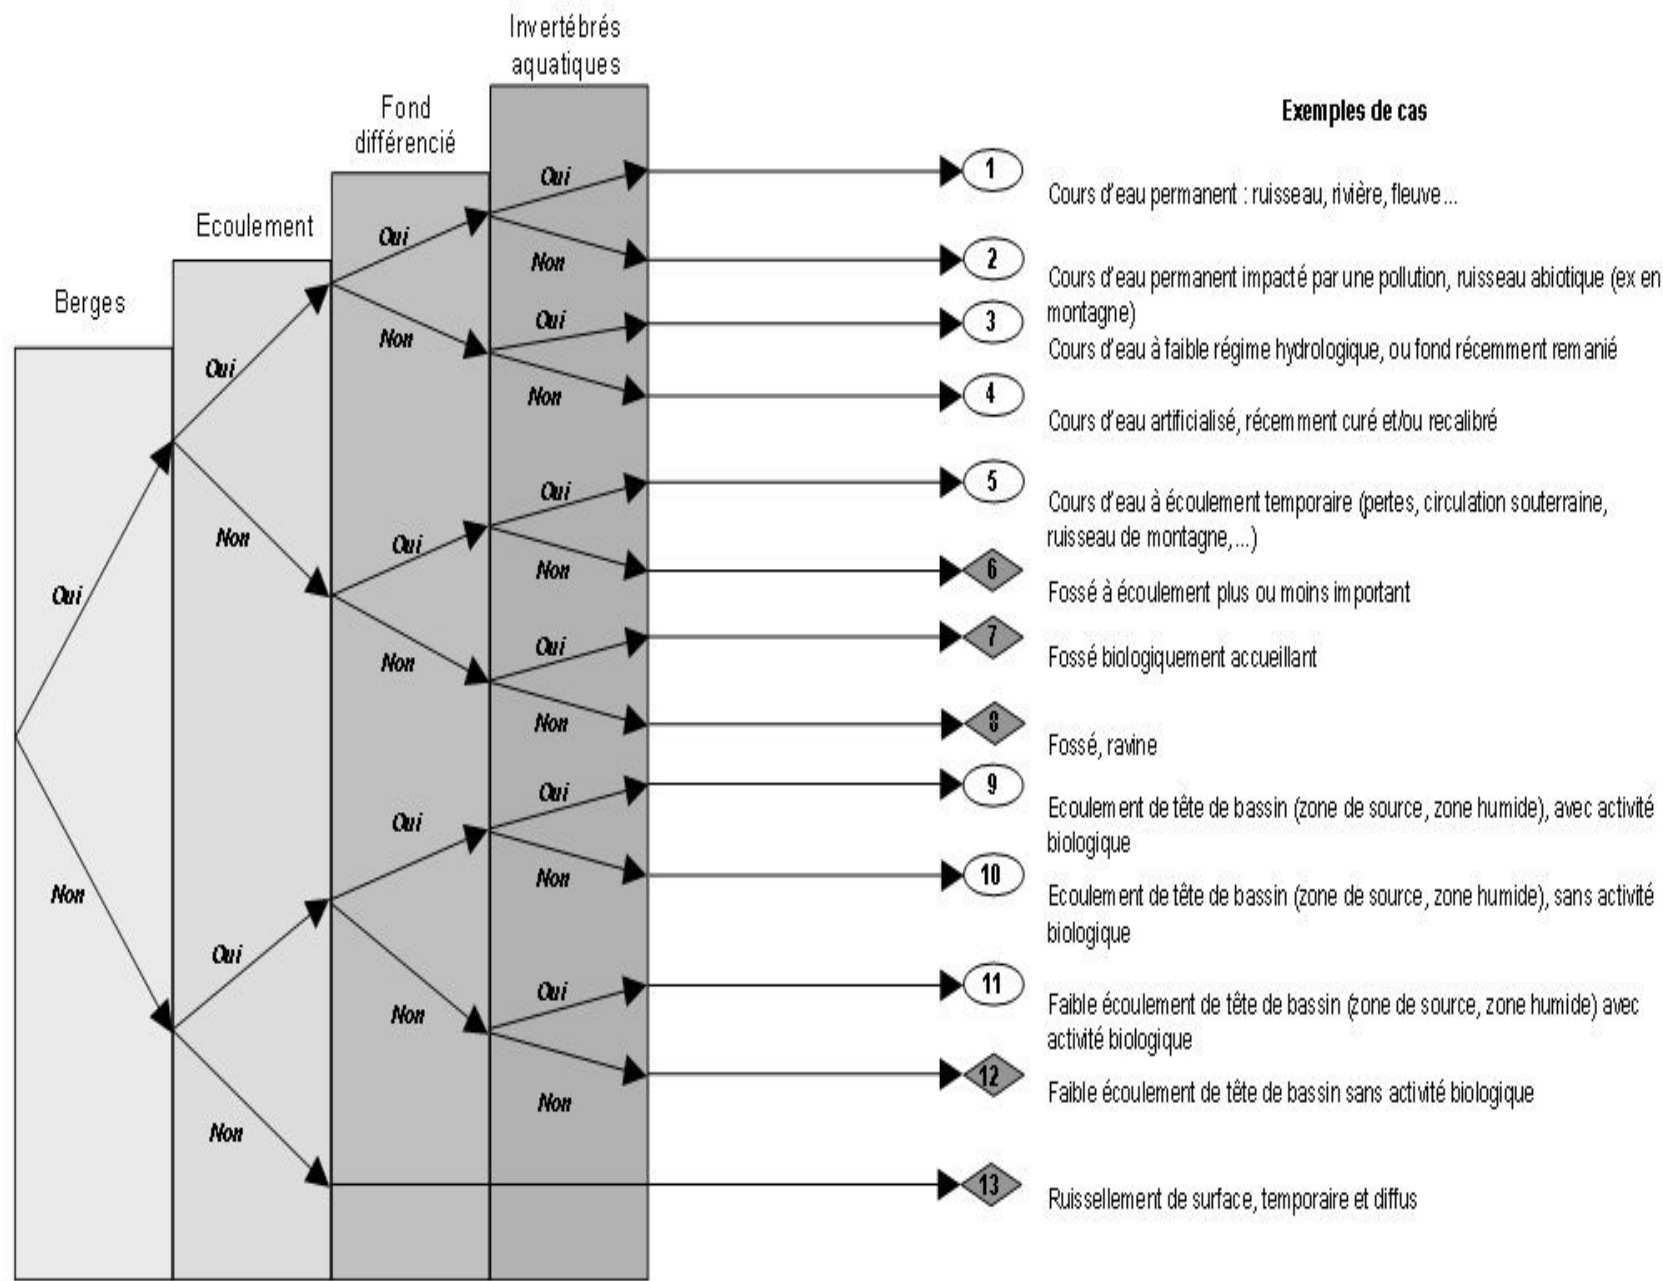 Invertébrés
aquatiques
Fond
différencié
Ecoulement
Berges
Exemples de cas
Oui
Non
Oui
Non
Oui
Non
Oui
Non
Oui
Non
Oui
Non
Oui
Non
Oui
Non
Oui
Non
Oui
Non
Oui
Non
Oui
Non
1
Cours d'eau permanent : ruisseau, rivière, fleuve...
2
Cours d'eau permanent impacté par une pollution, ruisseau abiotique (ex en
montagne)
3
Cours d'eau à faible régime hydrologique, ou fond récemment remanié
4
Cours d'eau artificialisé, récemment curé et/ou recalibré
5
Cours d'eau à écoulement temporaire (pertes, circulation souterraine,
ruisseau de montagne,...)
6
Fossé à écoulement plus ou moins important
7
Fossé biologiquement accueillant
8
Fossé, ravine
9
Ecoulement de tête de bassin (zone de source, zone humide), avec activité
biologique
10
Ecoulement de tête de bassin (zone de source, zone humide), sans activité
biologique
11
Faible écoulement de tête de bassin (zone de source, zone humide) avec
activité biologique
12
Faible écoulement de tête de bassin sans activité biologique
13
Ruissellement de surface, temporaire et diffus